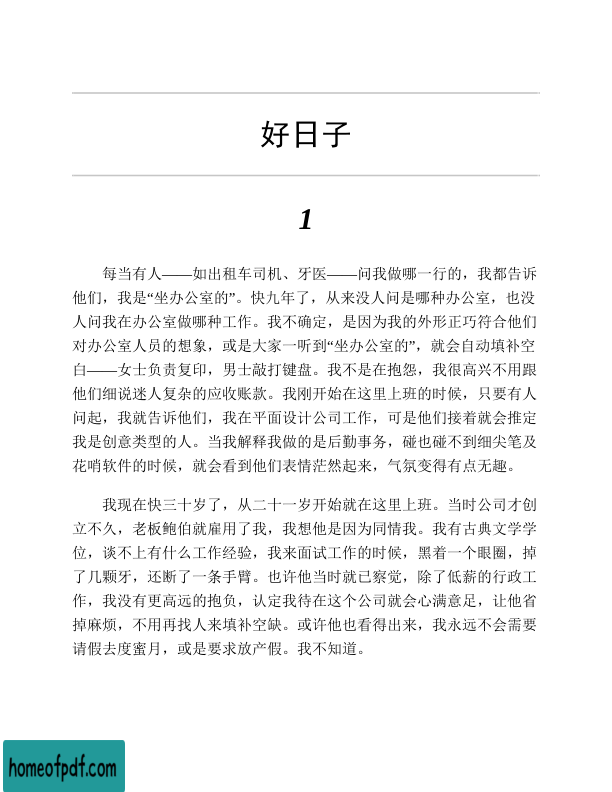 好日子
1
每当有人——如出租车司机、牙医——问我做哪一行的，我都告诉
他们，我是“坐办公室的”。快九年了，从来没人问是哪种办公室，也没
人问我在办公室做哪种工作。我不确定，是因为我的外形正巧符合他们
对办公室人员的想象，或是大家一听到“坐办公室的”，就会自动填补空
白——女士负责复印，男士敲打键盘。我不是在抱怨，我很高兴不用跟
他们细说迷人复杂的应收账款。我刚开始在这里上班的时候，只要有人
问起，我就告诉他们，我在平面设计公司工作，可是他们接着就会推定
我是创意类型的人。当我解释我做的是后勤事务，碰也碰不到细尖笔及
花哨软件的时候，就会看到他们表情茫然起来，气氛变得有点无趣。
我现在快三十岁了，从二十一岁开始就在这里上班。当时公司才创
立不久，老板鲍伯就雇用了我，我想他是因为同情我。我有古典文学学
位，谈不上有什么工作经验，我来面试工作的时候，黑着一个眼圈，掉
了几颗牙，还断了一条手臂。也许他当时就已察觉，除了低薪的行政工
作，我没有更高远的抱负，认定我待在这个公司就会心满意足，让他省
掉麻烦，不用再找人来填补空缺。或许他也看得出来，我永远不会需要
请假去度蜜月，或是要求放产假。我不知道。
homeofpdf.com